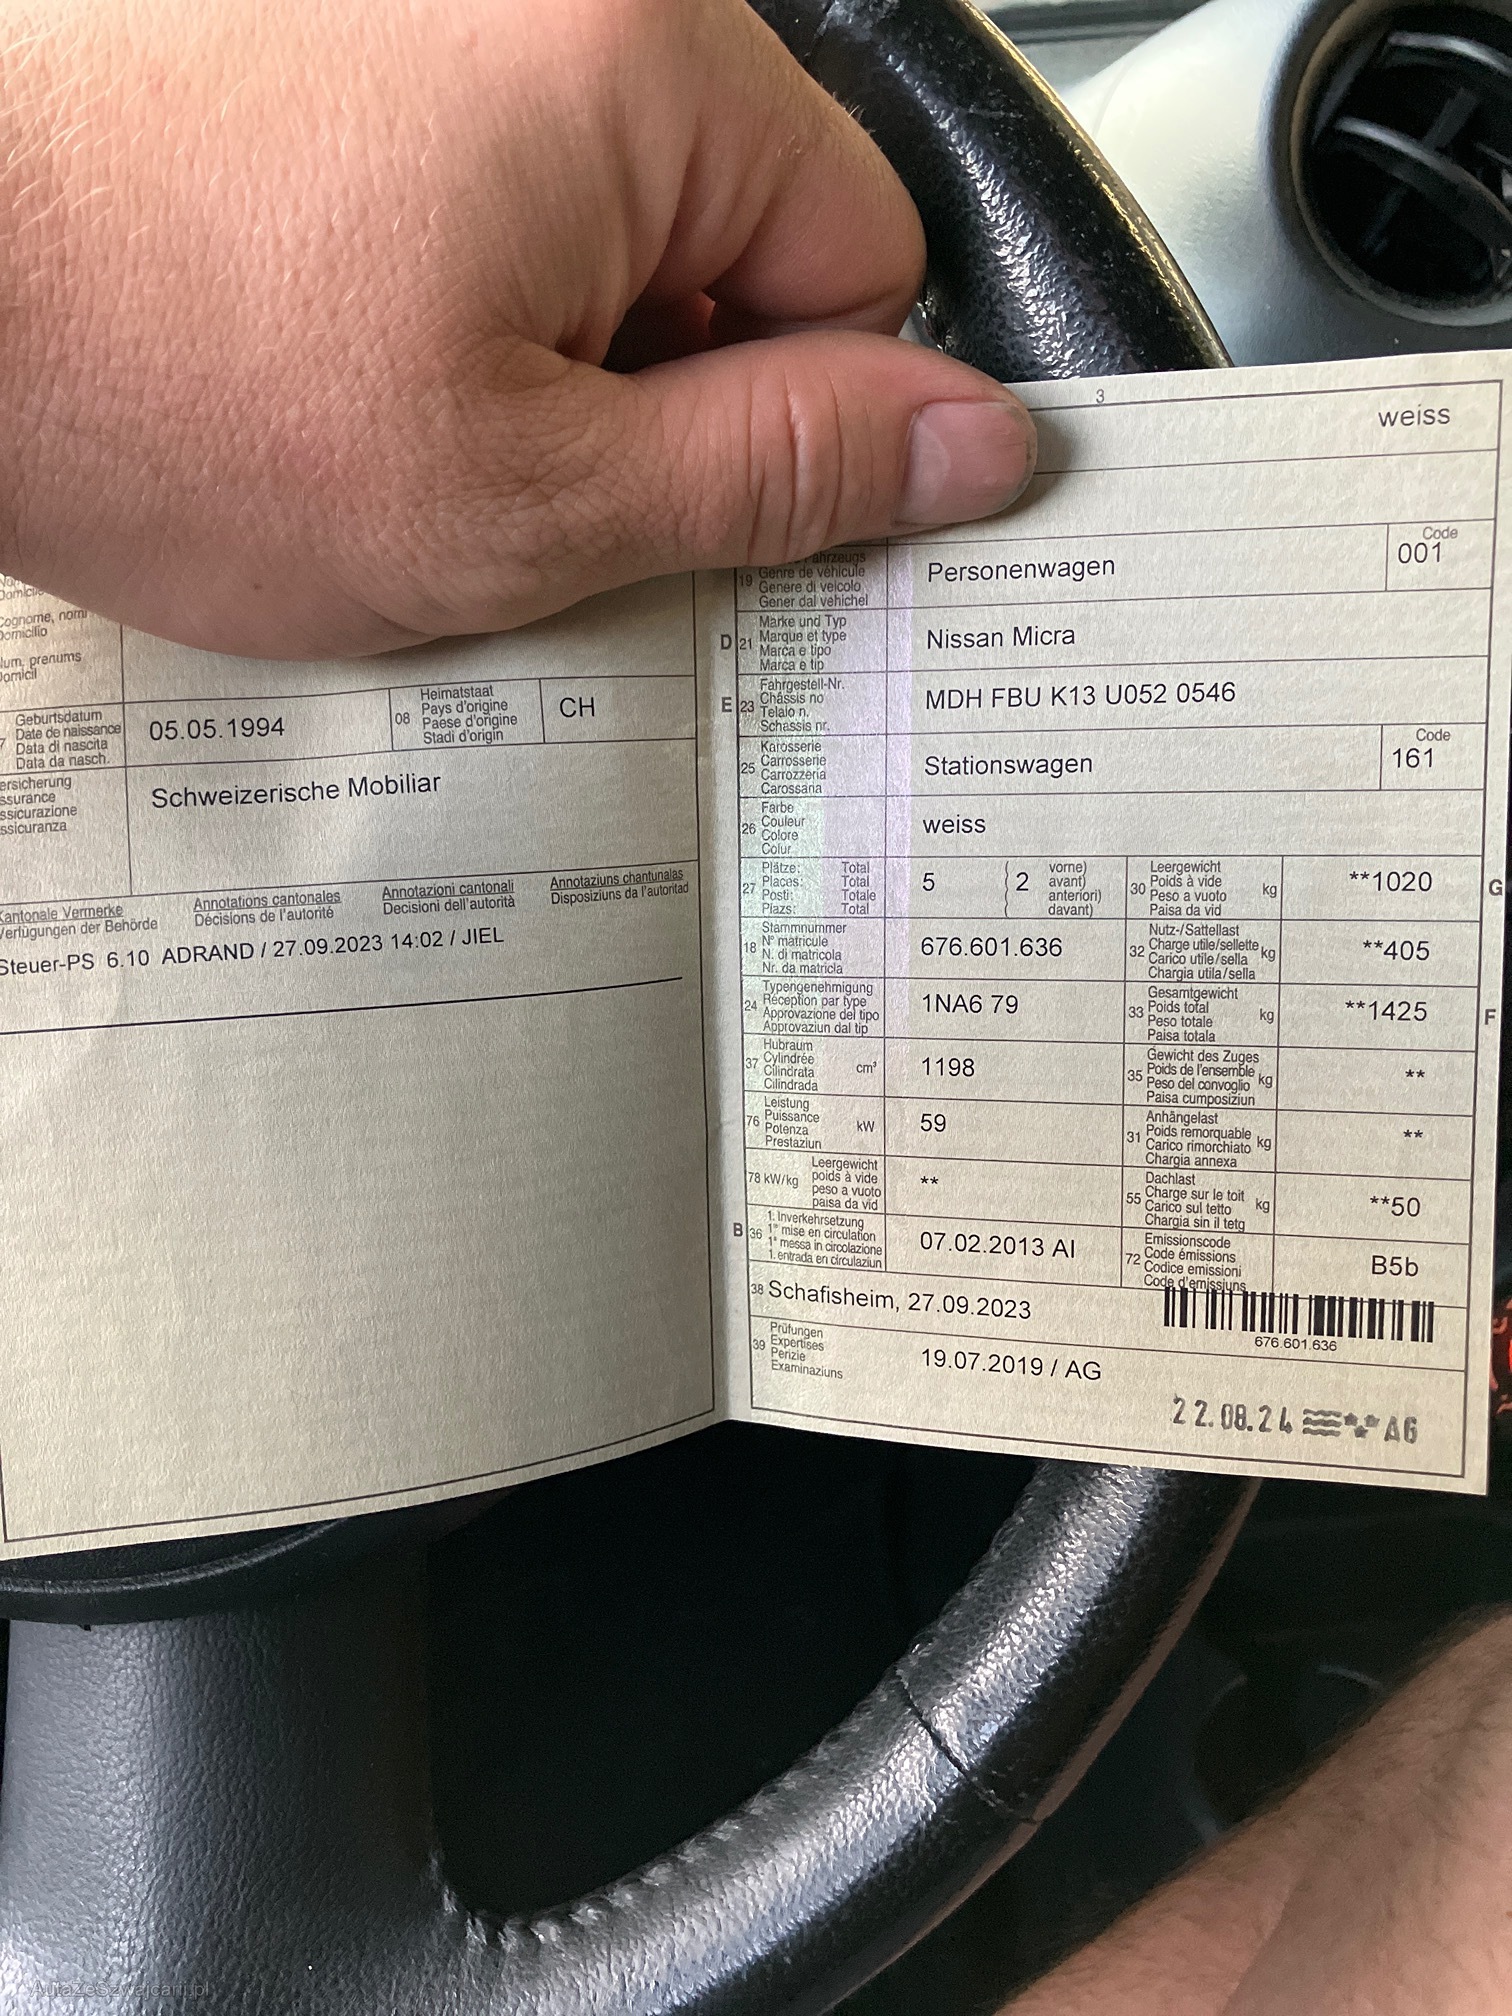 3
weiss
Domicile
Cognome, nomi
Domicilio
Num, prenums
Domicil
Geburtsdatum
Date de naissance
Data di nascita
Data da nasch.
05.05.1994
08
Heimatstaat
Pays d'origine
Paese d'origine
Stadi d'origin
CH
Schweizerische Mobiliar
Kantonale Vermerke
Verfügungen der Behörde
Annotations cantonales
Décisions de l'autorité
Annotazioni cantonali
Decisioni dell'autorità
Annotaziuns chantunalas
Disposiziuns da l'autoritad
Steuer-PS 6.10 ADRAND / 27.09.2023 14:02 / JIEL
19
Genre de véhicule
Genere di veicolo
Gener dal vehichel
Personenwagen
Code
001
D 21
Marke und Typ
Marque et type
Marca e tipo
Marca e tip
Nissan Micra
E 23
Fahrgestell-Nr.
Châssis no
Telaio n.
Schassis nr.
MDH FBU K13 U052 0546
25
Karosserie
Carrosserie
Carrozzeria
Carossaria
Stationswagen
Code
161
26
Farbe
Couleur
Colore
Colur
weiss
27
Plätze: Total
Places: Total
Posti: Totale
Plazs: Total
5
( 2
vorne)
avant)
anteriori)
davant)
30
Leergewicht
Poids à vide
Peso a vuoto
Paisa da vid
kg
**1020
G
18
Stammnummer
N° matricule
N. di matricola
Nr. da matricla
676.601.636
32
Nutz-/Sattellast
Charge utile/sellette
Carico utile/sella
Chargia utila/sella
kg
**405
24
Typengenehmigung
Réception par type
Approvazione del tipo
Approvaziun dal tip
1NA6 79
33
Gesamtgewicht
Poids total
Peso totale
Paisa totala
kg
**1425
F
37
Hubraum
Cylindrée
Cilindrata
Cilindrada
cm³
1198
35
Gewicht des Zuges
Poids de l'ensemble
Peso del convoglio
Paisa cumposiziun
kg
**
76
Leistung
Puissance
Potenza
Prestaziun
kW
59
31
Anhängelast
Poids remorquable
Carico rimorchiato
Chargia annexa
kg
**
78 kW/kg
Leergewicht
poids à vide
peso a vuoto
paisa da vid
**
55
Dachlast
Charge sur le toit
Carico sul tetto
Chargia sin il tetg
kg
**50
B 36
1. Inverkehrsetzung
1re mise en circulation
1a messa in circolazione
1. entrada en circulaziun
07.02.2013 AI
72
Emissionscode
Code émissions
Codice emissioni
Code d'emissiuns
B5b
38 Schafisheim, 27.09.2023
676.601.636
39
Prüfungen
Expertises
Perizie
Examinaziuns
19.07.2019 / AG
22.08.24 AG
AutaZeSzwajcarii.pl